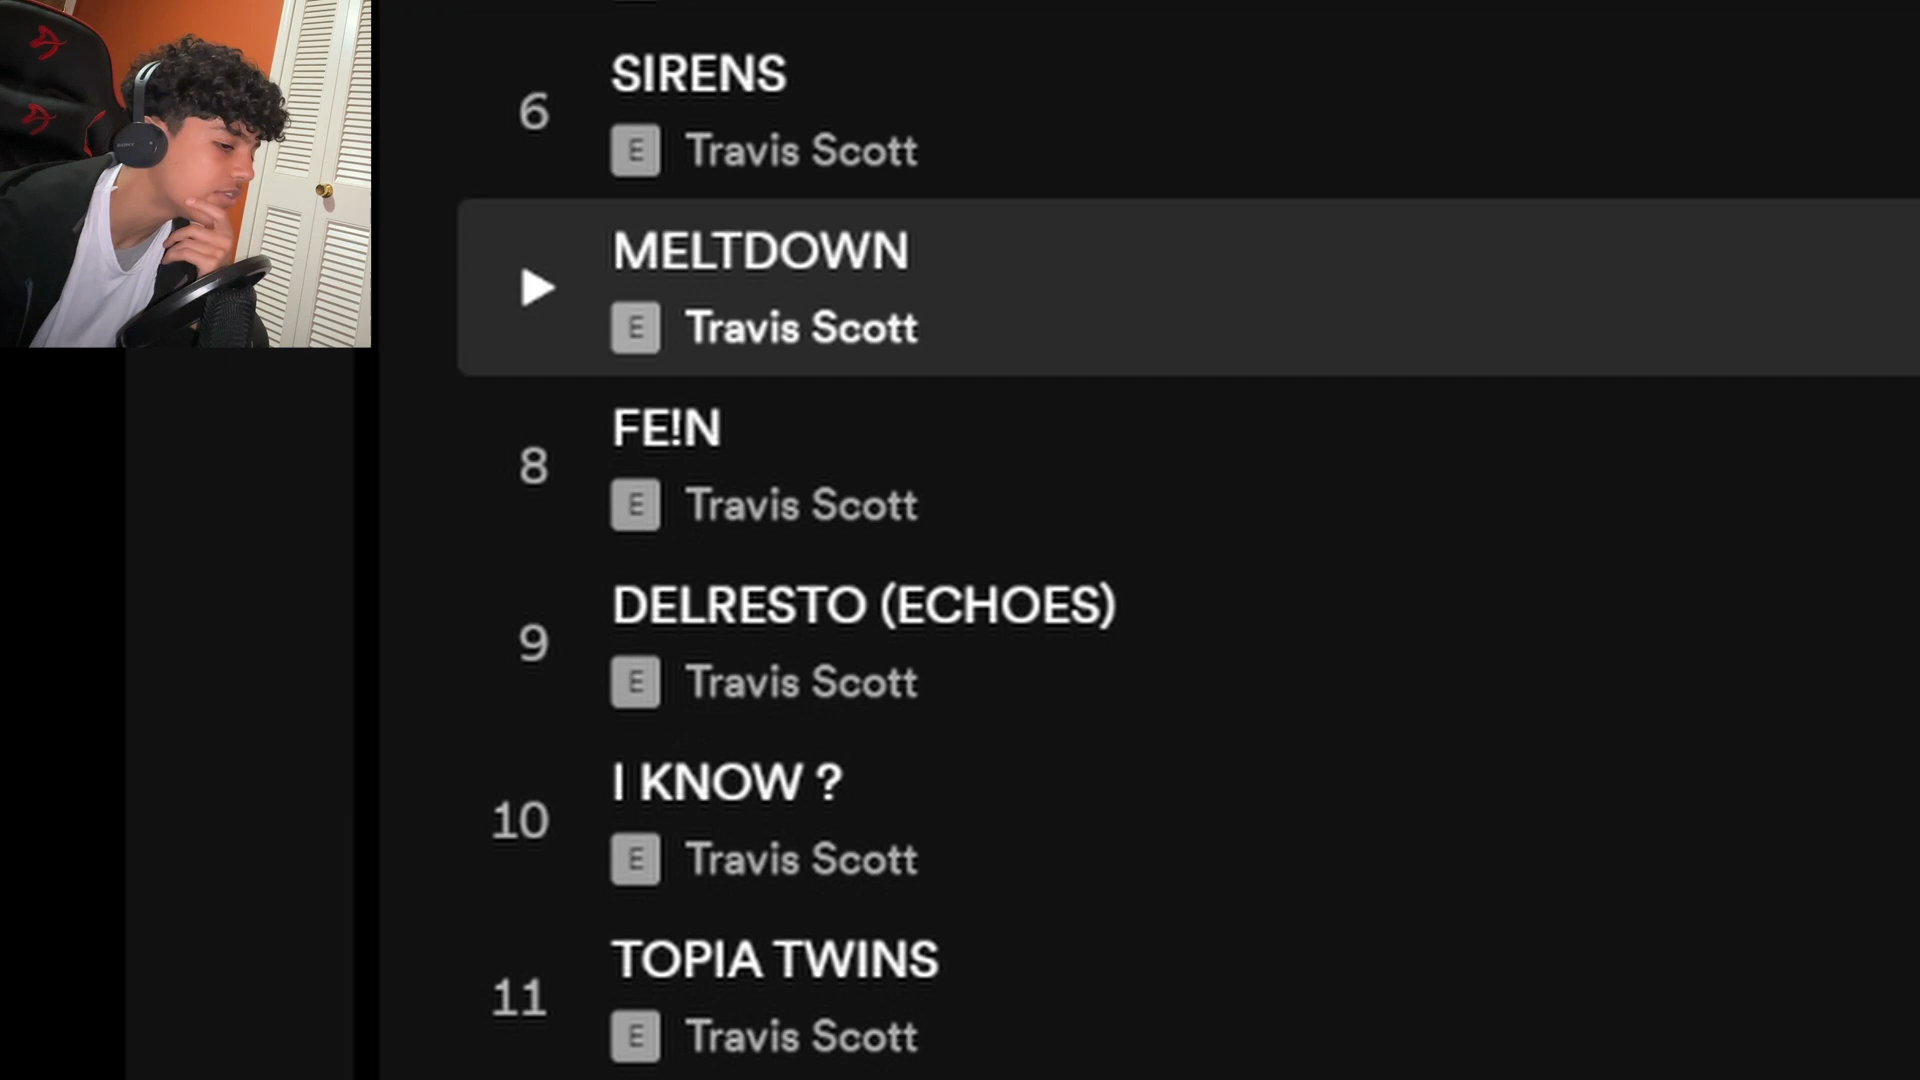 6
SIRENS
E Travis Scott
MELTDOWN
E Travis Scott
8
FE!N
E Travis Scott
9
DELRESTO (ECHOES)
E Travis Scott
10
I KNOW ?
E Travis Scott
11
TOPIA TWINS
E Travis Scott
SONY